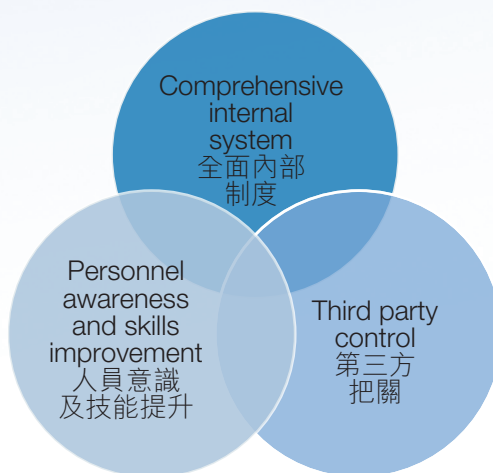 Comprehensive
internal
system
全面內部
制度
Personnel
awareness
and skills
improvement
人員意識
及技能提升
Third party
control
第三方
把關